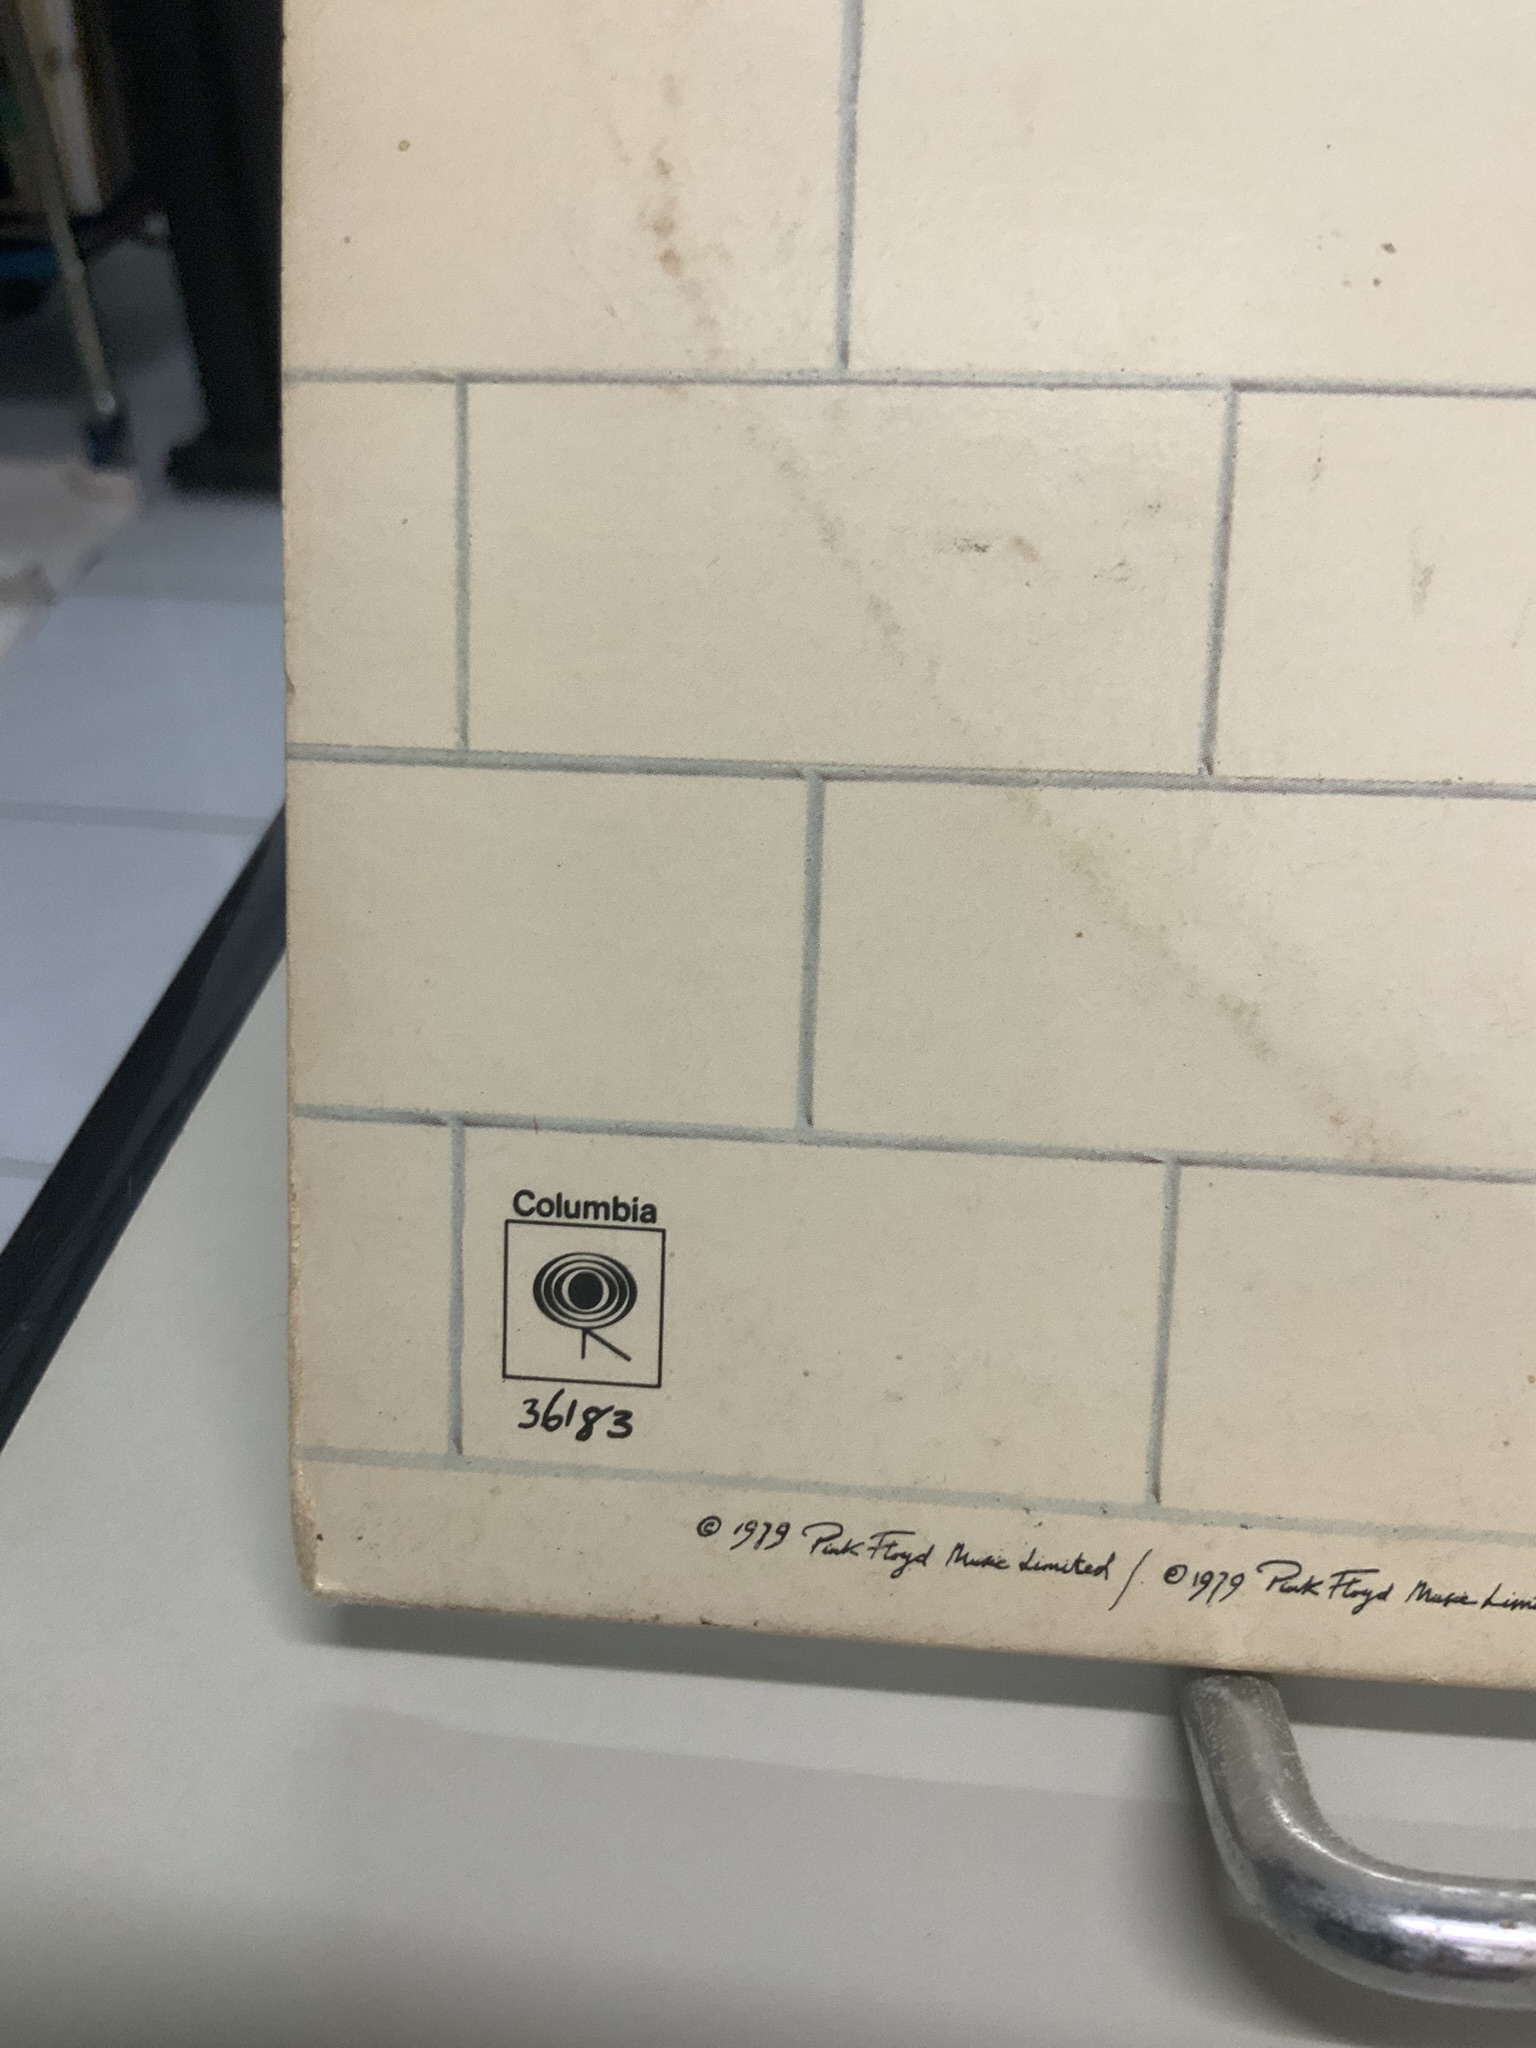 Columbia
36183
© 1979 Pink Floyd Music Limited / ℗ 1979 Pink Floyd Music